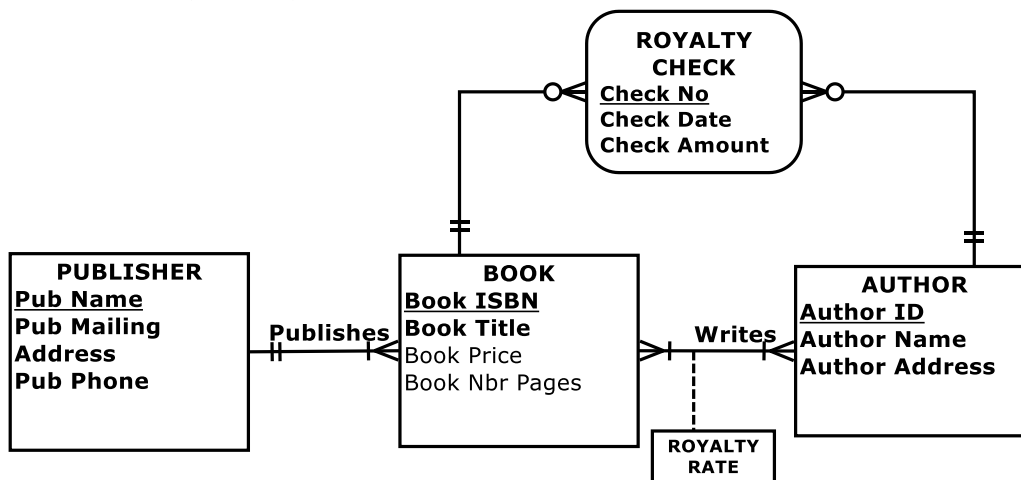 ROYALTY
CHECK
Check No
Check Date
Check Amount
PUBLISHER
Pub Name
Pub Mailing
Address
Pub Phone
Publishes
BOOK
Book ISBN
Book Title
Book Price
Book Nbr Pages
Writes
AUTHOR
Author ID
Author Name
Author Address
ROYALTY
RATE